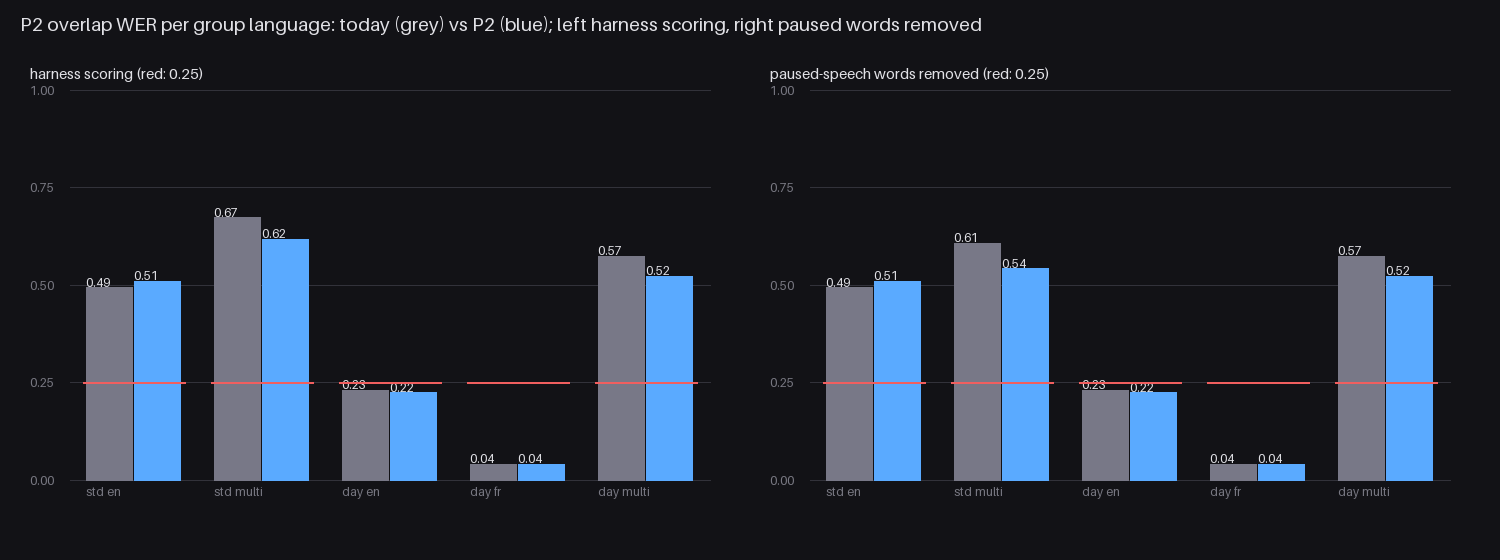 P2 overlap WER per group language: today (grey) vs P2 (blue); left harness scoring, right paused words removed
harness scoring (red: 0.25)
1.00
0.75
0.67
0.62
0.57
0.52
0.49
0.51
0.50
0.25
0.23
0.22
0.04
0.04
0.00
std en
std multi
day en
day fr
day multi
paused-speech words removed (red: 0.25)
1.00
0.75
0.61
0.54
0.57
0.52
0.49
0.51
0.50
0.25
0.23
0.22
0.04
0.04
0.00
std en
std multi
day en
day fr
day multi